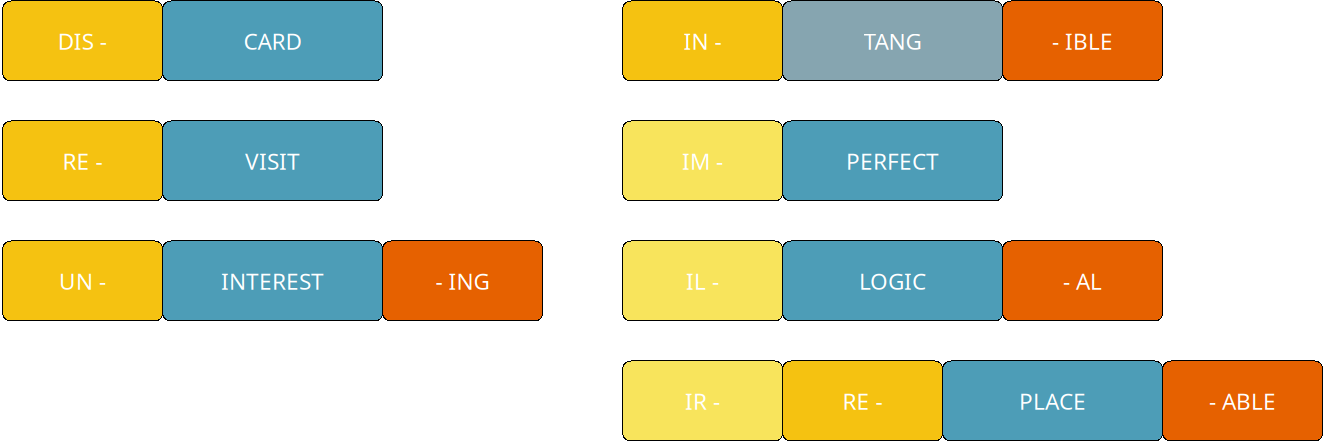 DIS - CARD
RE - VISIT
UN - INTEREST - ING
IN - TANG - IBLE
IM - PERFECT
IL - LOGIC - AL
IR - RE - PLACE - ABLE